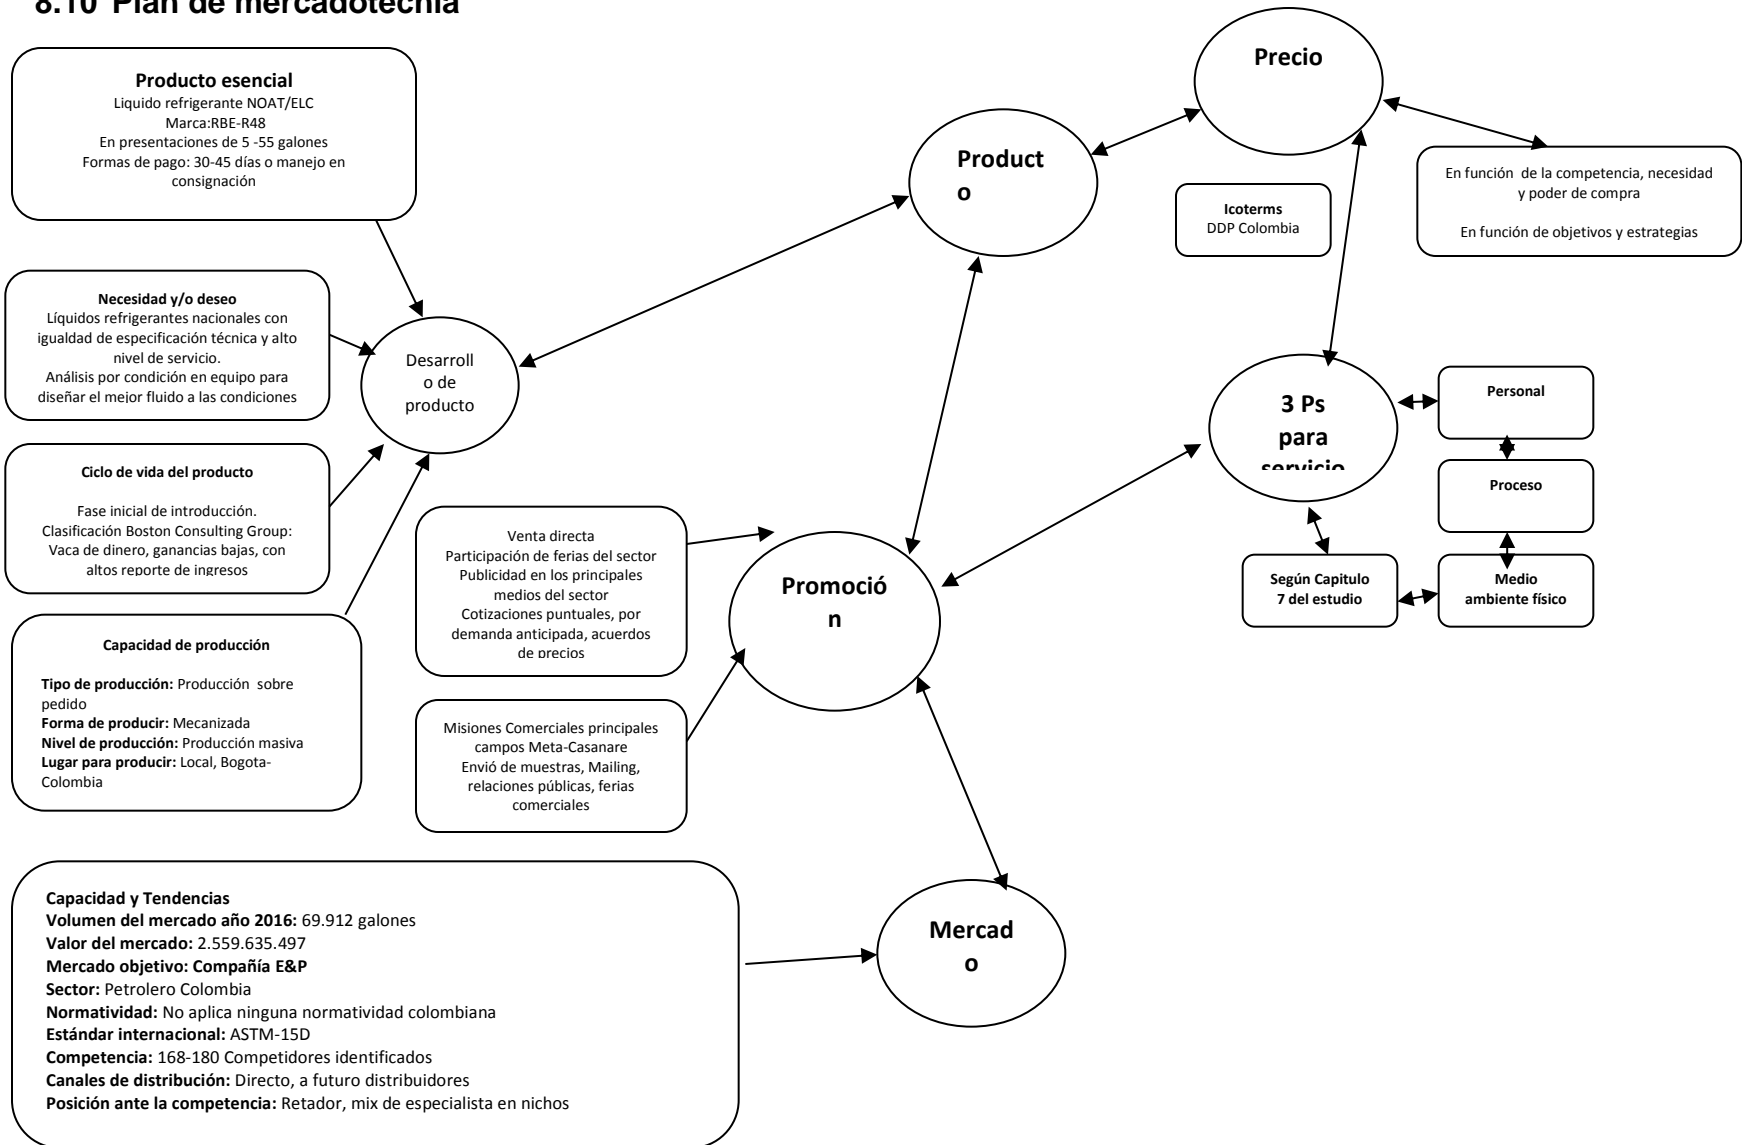 8.10 Plan de mercadotecnia
Producto esencial
Liquido refrigerante NOAT/ELC
Marca:RBE-R48
En presentaciones de 5 -55 galones
Formas de pago: 30-45 días o manejo en
consignación
Necesidad y/o deseo
Líquidos refrigerantes nacionales con
igualdad de especificación técnica y alto
nivel de servicio.
Análisis por condición en equipo para
diseñar el mejor fluido a las condiciones
Ciclo de vida del producto
Fase inicial de introducción.
Clasificación Boston Consulting Group:
Vaca de dinero, ganancias bajas, con
altos reporte de ingresos
Capacidad de producción
Tipo de producción: Producción sobre
pedido
Forma de producir: Mecanizada
Nivel de producción: Producción masiva
Lugar para producir: Local, Bogota-
Colombia
Desarroll
o de
producto
Product
o
Precio
Icoterms
DDP Colombia
En función de la competencia, necesidad
y poder de compra
En función de objetivos y estrategias
3 Ps
para
servicio
Personal
Proceso
Medio
ambiente físico
Según Capitulo
7 del estudio
Venta directa
Participación de ferias del sector
Publicidad en los principales
medios del sector
Cotizaciones puntuales, por
demanda anticipada, acuerdos
de precios
Promoció
n
Misiones Comerciales principales
campos Meta-Casanare
Envió de muestras, Mailing,
relaciones públicas, ferias
comerciales
Capacidad y Tendencias
Volumen del mercado año 2016: 69.912 galones
Valor del mercado: 2.559.635.497
Mercado objetivo: Compañía E&P
Sector: Petrolero Colombia
Normatividad: No aplica ninguna normatividad colombiana
Estándar internacional: ASTM-15D
Competencia: 168-180 Competidores identificados
Canales de distribución: Directo, a futuro distribuidores
Posición ante la competencia: Retador, mix de especialista en nichos
Mercad
o